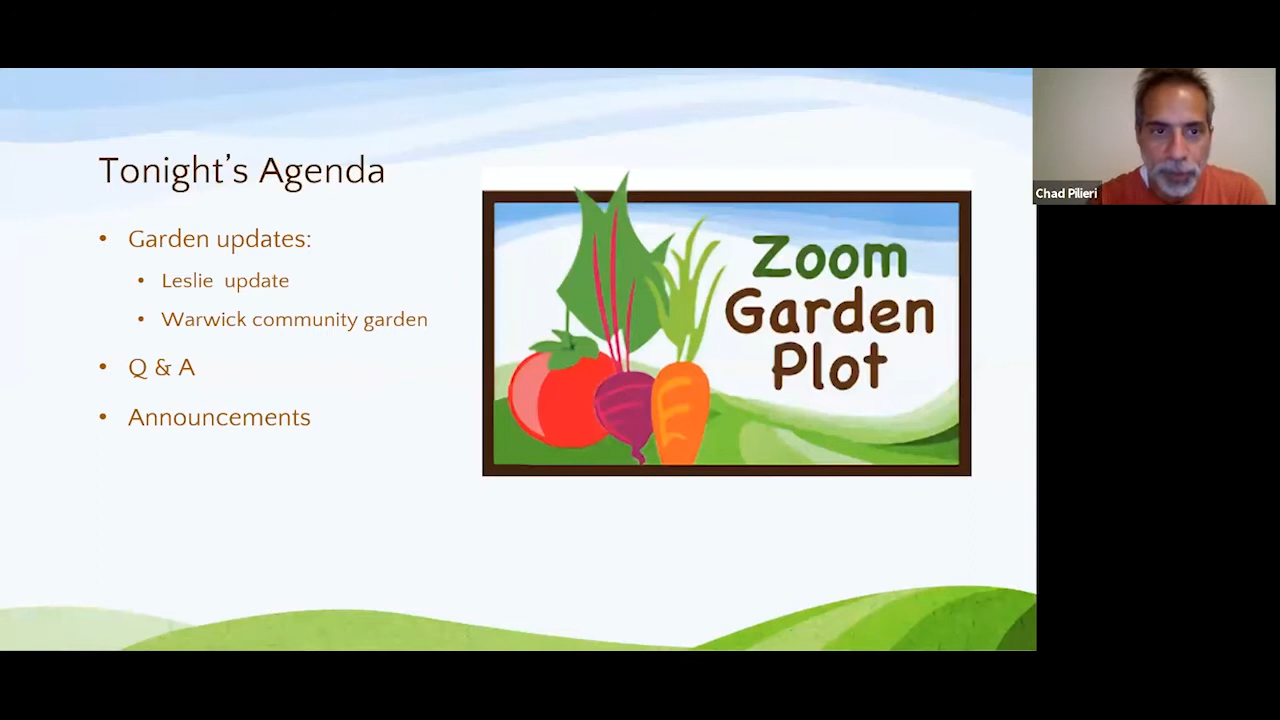 Tonight's Agenda
• Garden updates:
• Leslie update
• Warwick community garden
• Q & A
• Announcements
Zoom
Garden
Plot
Chad Pilieri